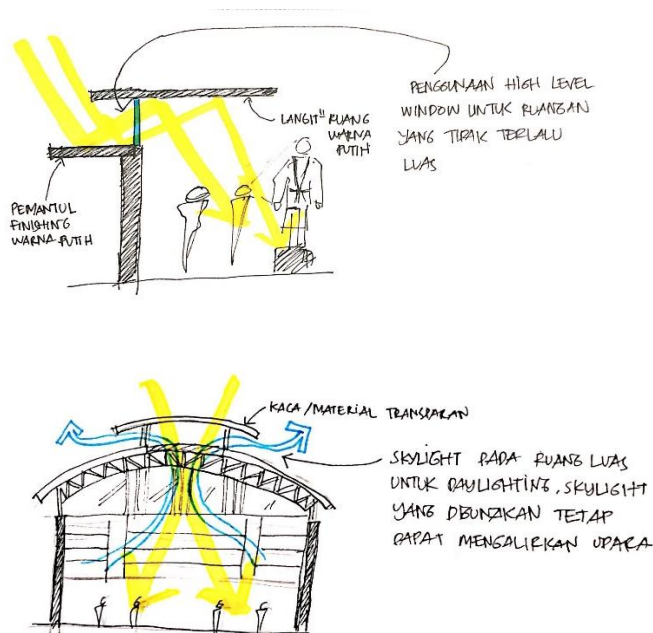 PENGGUNAAN HIGH LEVEL
WINDOW UNTUK RUANGAN
YANG TIDAK TERLALU
LUAS
LANGIT" RUANG
WARNA
PUTIH
PEMANTUL
FINISHING
WARNA PUTIH
KACA/MATERIAL TRANSPARAN
SKYLIGHT PADA RUANG LUAS
UNTUK DAYLIGHTING, SKYLIGHT
YANG DIGUNAKAN TETAP
DAPAT MENGALIRKAN UDARA